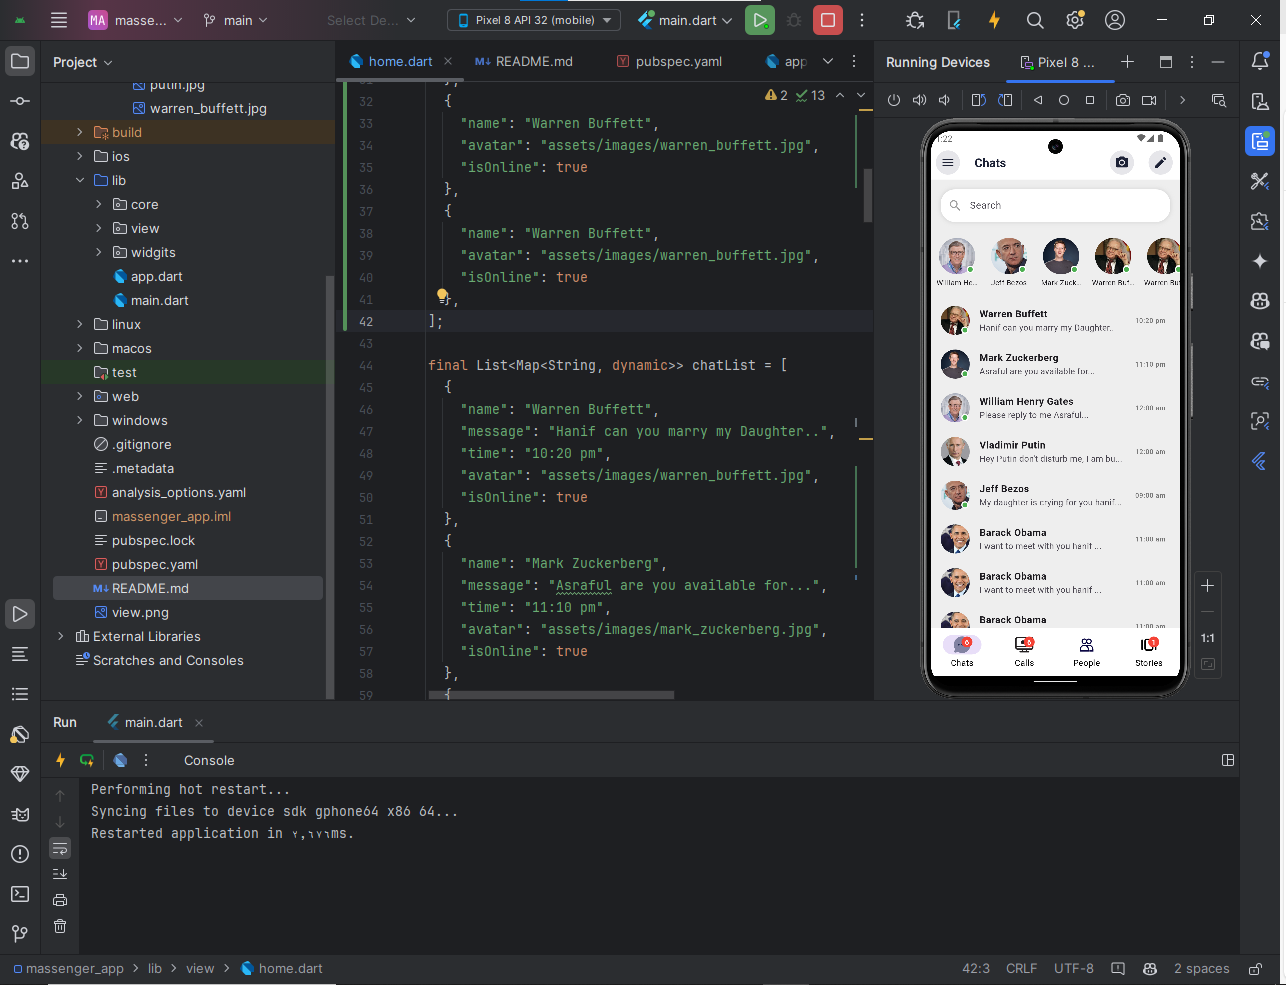 MA masse...
main
Select De...
Pixel 8 API 32 (mobile)
main.dart
Project
putin.jpg
warren_buffett.jpg
build
ios
lib
core
view
widgits
app.dart
main.dart
linux
macos
test
web
windows
.gitignore
.metadata
analysis_options.yaml
massenger_app.iml
pubspec.lock
pubspec.yaml
README.md
view.png
External Libraries
Scratches and Consoles
home.dart
README.md
pubspec.yaml
app
2 13
32 {
33 "name": "Warren Buffett",
34 "avatar": "assets/images/warren_buffett.jpg",
35 "isOnline": true
36 },
37 {
38 "name": "Warren Buffett",
39 "avatar": "assets/images/warren_buffett.jpg",
40 "isOnline": true
41 },
42 ];
43
44 final List<Map<String, dynamic>> chatList = [
45 {
46 "name": "Warren Buffett",
47 "message": "Hanif can you marry my Daughter..",
48 "time": "10:20 pm",
49 "avatar": "assets/images/warren_buffett.jpg",
50 "isOnline": true
51 },
52 {
53 "name": "Mark Zuckerberg",
54 "message": "Asraful are you available for...",
55 "time": "11:10 pm",
56 "avatar": "assets/images/mark_zuckerberg.jpg",
57 "isOnline": true
58 },
59 {
Running Devices
Pixel 8 ...
1:22
Chats
Search
William He...
Jeff Bezos
Mark Zuck...
Warren Buf...
Warren Buf
Warren Buffett
Hanif can you marry my Daughter..
10:20 pm
Mark Zuckerberg
Asraful are you available for...
11:10 pm
William Henry Gates
Please reply to me Asraful...
12:00 am
Vladimir Putin
Hey Putin don't disturb me, I am bu...
12:00 am
Jeff Bezos
My daughter is crying for you hanif...
09:00 am
Barack Obama
I want to meet with you hanif ...
11:00 am
Barack Obama
I want to meet with you hanif ...
11:00 am
Barack Obama
11:00 am
6
6
1
Chats
Calls
People
Stories
1:1
Run
main.dart
Console
Performing hot restart...
Syncing files to device sdk gphone64 x86 64...
Restarted application in ٢,٦٧٦ms.
massenger_app > lib > view > home.dart
42:3
CRLF
UTF-8
2 spaces